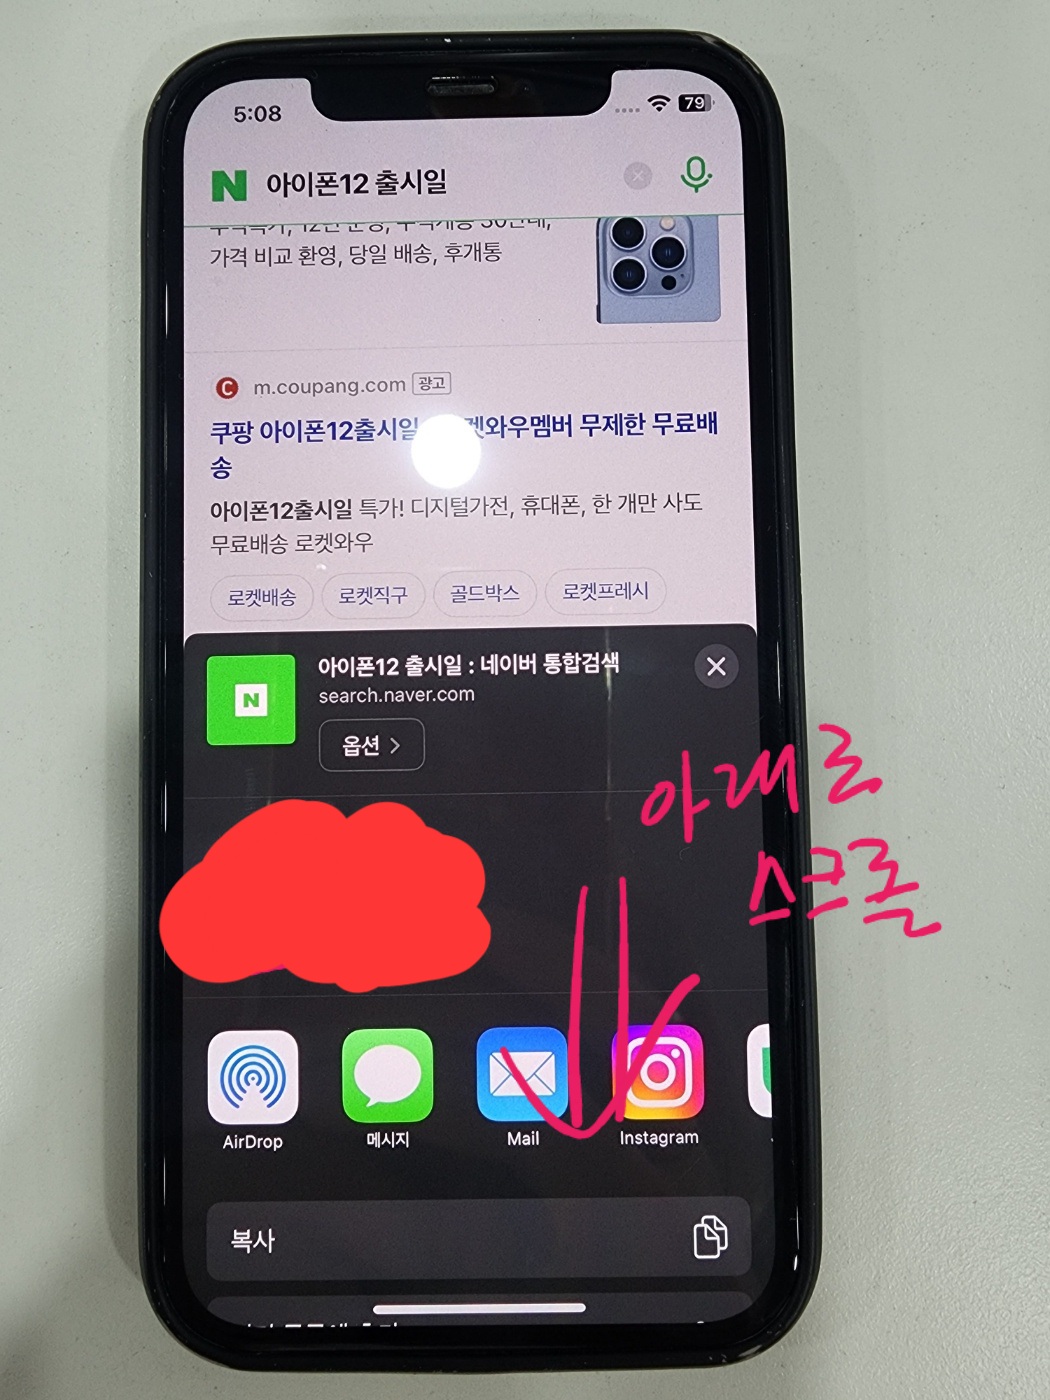 5:08
79
N 아이폰12 출시일
가격 비교 환영, 당일 배송, 후개통
C m.coupang.com 광고
쿠팡 아이폰12출시일 와우멤버 무제한 무료배
송
아이폰12출시일 특가! 디지털가전, 휴대폰, 한 개만 사도
무료배송 로켓와우
로켓배송 로켓직구 골드박스 로켓프레시
N
아이폰12 출시일 : 네이버 통합검색
search.naver.com
옵션 >
아래로
스크롤
AirDrop 메시지 Mail Instagram
복사